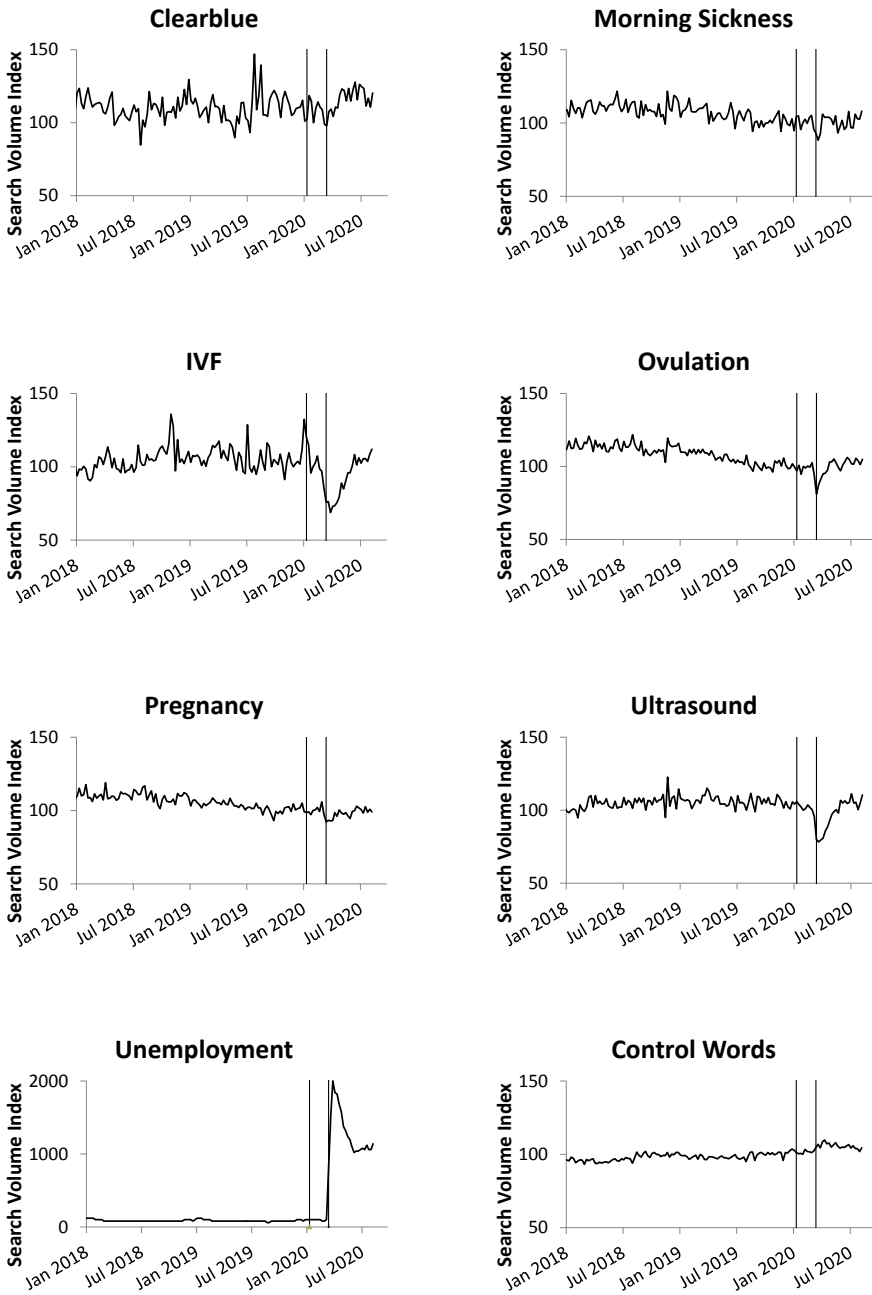 Clearblue
Search Volume Index
150
100
50
Jan 2018
Jul 2018
Jan 2019
Jul 2019
Jan 2020
Jul 2020
Morning Sickness
Search Volume Index
150
100
50
Jan 2018
Jul 2018
Jan 2019
Jul 2019
Jan 2020
Jul 2020
IVF
Search Volume Index
150
100
50
Jan 2018
Jul 2018
Jan 2019
Jul 2019
Jan 2020
Jul 2020
Ovulation
Search Volume Index
150
100
50
Jan 2018
Jul 2018
Jan 2019
Jul 2019
Jan 2020
Jul 2020
Pregnancy
Search Volume Index
150
100
50
Jan 2018
Jul 2018
Jan 2019
Jul 2019
Jan 2020
Jul 2020
Ultrasound
Search Volume Index
150
100
50
Jan 2018
Jul 2018
Jan 2019
Jul 2019
Jan 2020
Jul 2020
Unemployment
Search Volume Index
2000
1000
0
Jan 2018
Jul 2018
Jan 2019
Jul 2019
Jan 2020
Jul 2020
Control Words
Search Volume Index
150
100
50
Jan 2018
Jul 2018
Jan 2019
Jul 2019
Jan 2020
Jul 2020